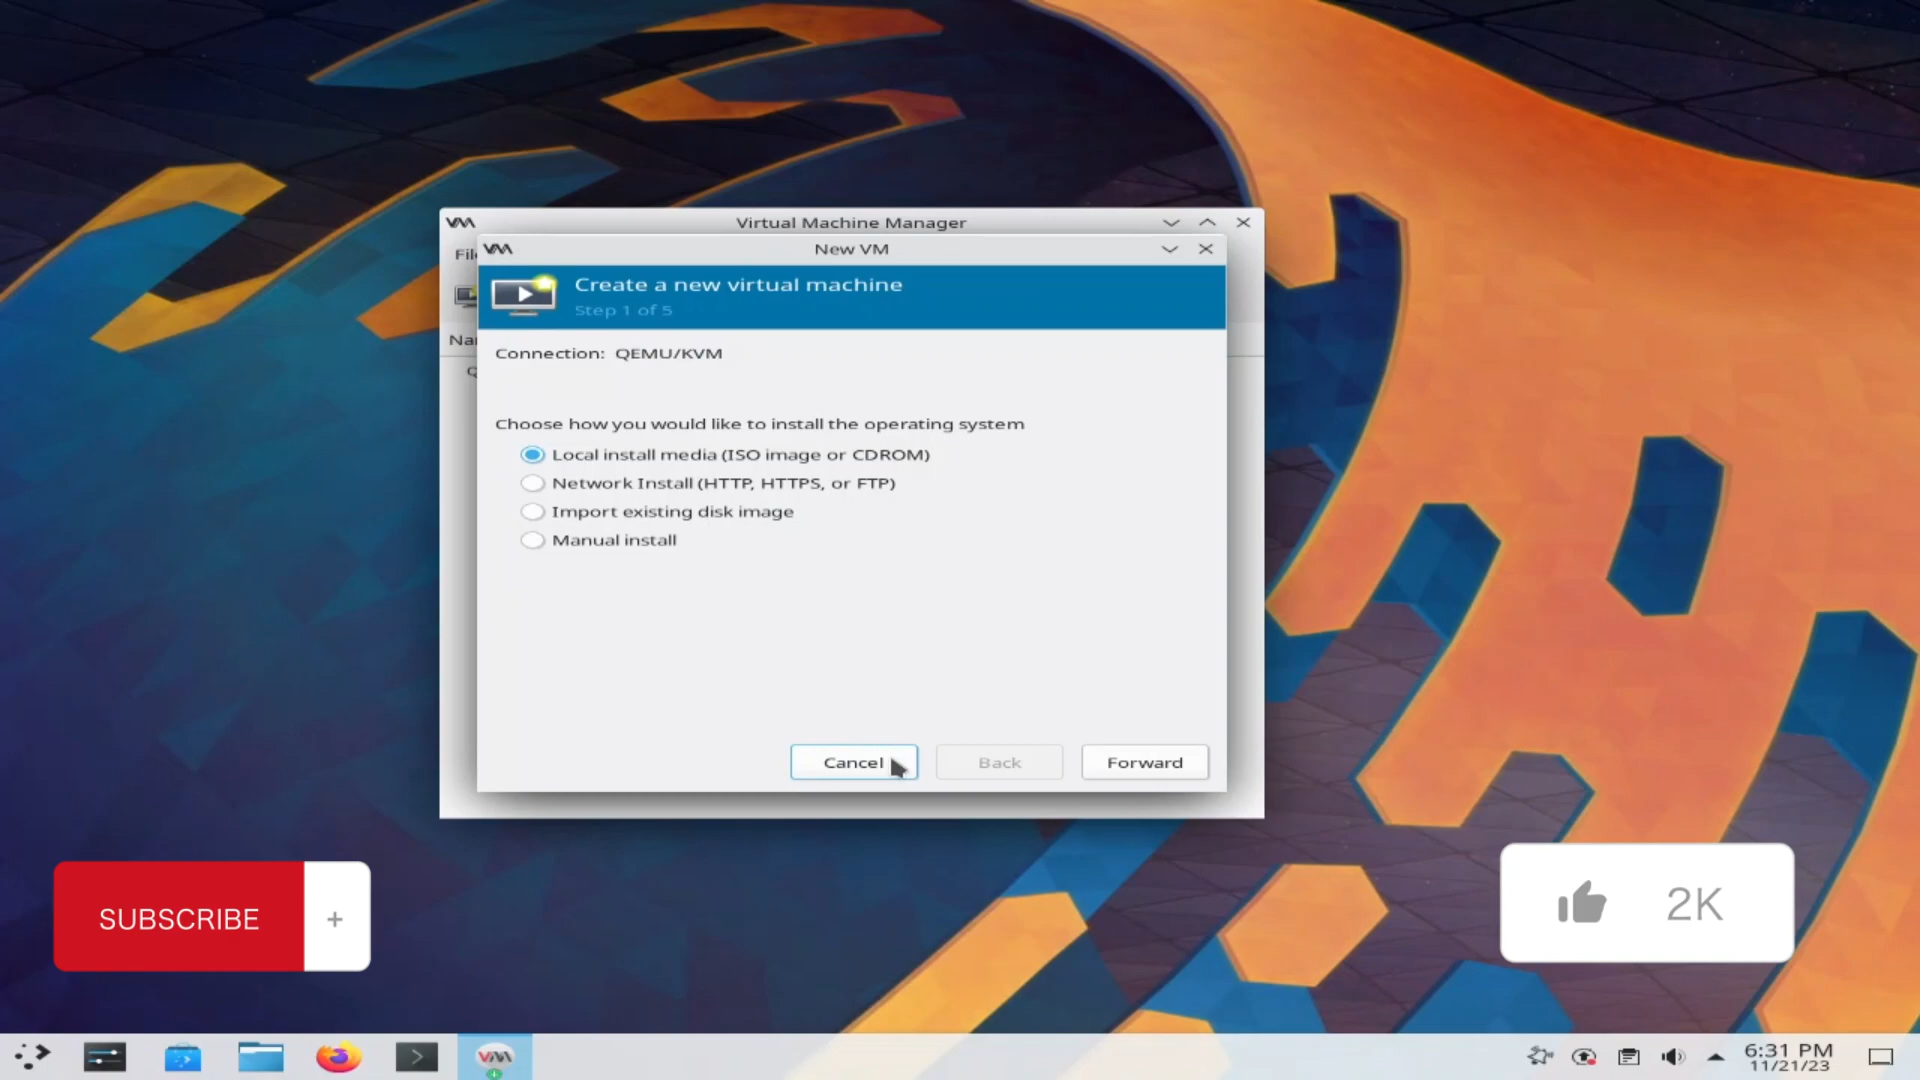 Virtual Machine Manager
New VM
Create a new virtual machine
Step 1 of 5
Connection: QEMU/KVM
Choose how you would like to install the operating system
Local install media (ISO image or CDROM)
Network Install (HTTP, HTTPS, or FTP)
Import existing disk image
Manual install
Cancel
Back
Forward
SUBSCRIBE +
2K
6:31 PM
11/21/23